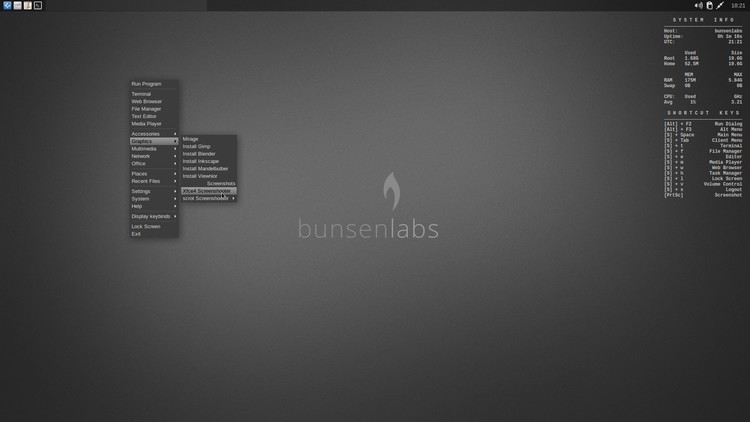 18:21
SYSTEM INFO
Host: bunsenlabs
Uptime: 0h 1m 16s
UTC: 21:21
Used Size
Root 1.68G 19.6G
Home 52.5M 19.6G
MEM MAX
RAM 175M 5.84G
Swap 0B 0B
CPU: Used GHz
Avg 1% 3.21
SHORTCUT KEYS
[Alt] + F2 Run Dialog
[Alt] + F3 Alt Menu
[S] + Space Main Menu
[S] + Tab Client Menu
[S] + t Terminal
[S] + f File Manager
[S] + e Editor
[S] + m Media Player
[S] + w Web Browser
[S] + h Task Manager
[S] + l Lock Screen
[S] + v Volume Control
[S] + x Logout
[PrtSc] Screenshot
Run Program
Terminal
Web Browser
File Manager
Text Editor
Media Player
Accessories
Graphics
Multimedia
Network
Office
Places
Recent Files
Settings
System
Help
Display keybinds
Lock Screen
Exit
Mirage
Install Gimp
Install Blender
Install Inkscape
Install Mandelbulber
Install Viewnior
Screenshots
Xfce4 Screenshooter
scrot Screenshooter
bunsenlabs